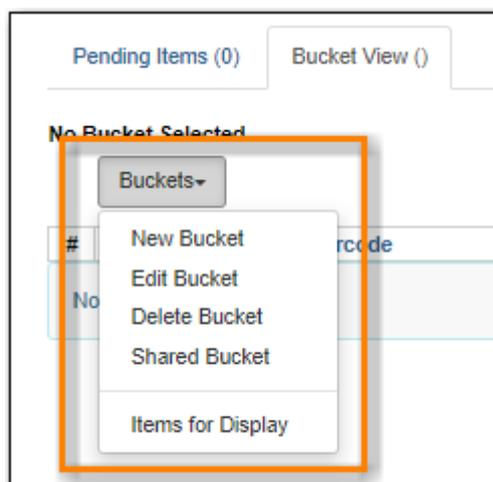 Pending Items (0) Bucket View ()
No Bucket Selected
Buckets
New Bucket
# rcode
Edit Bucket
No
Delete Bucket
Shared Bucket
Items for Display